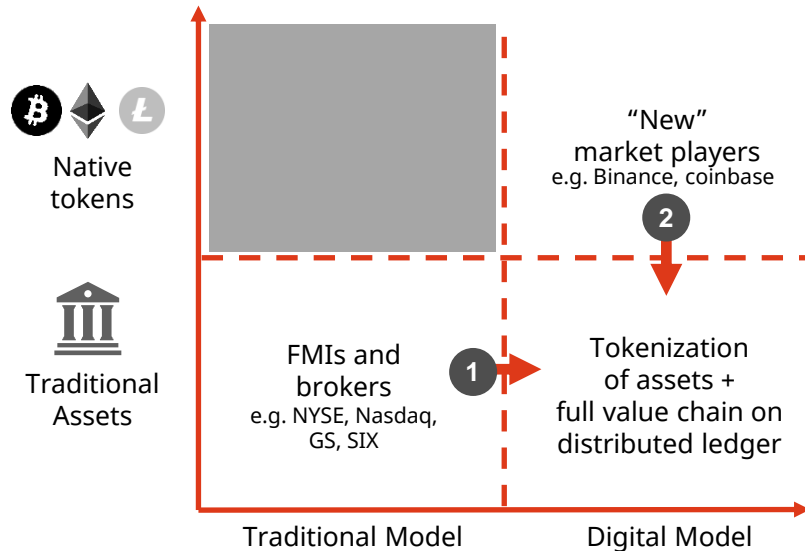 Native
tokens
“New”
market players
e.g. Binance, coinbase
2
Traditional
Assets
FMIs and
brokers
e.g. NYSE, Nasdaq,
GS, SIX
1
Tokenization
of assets +
full value chain on
distributed ledger
Traditional Model
Digital Model